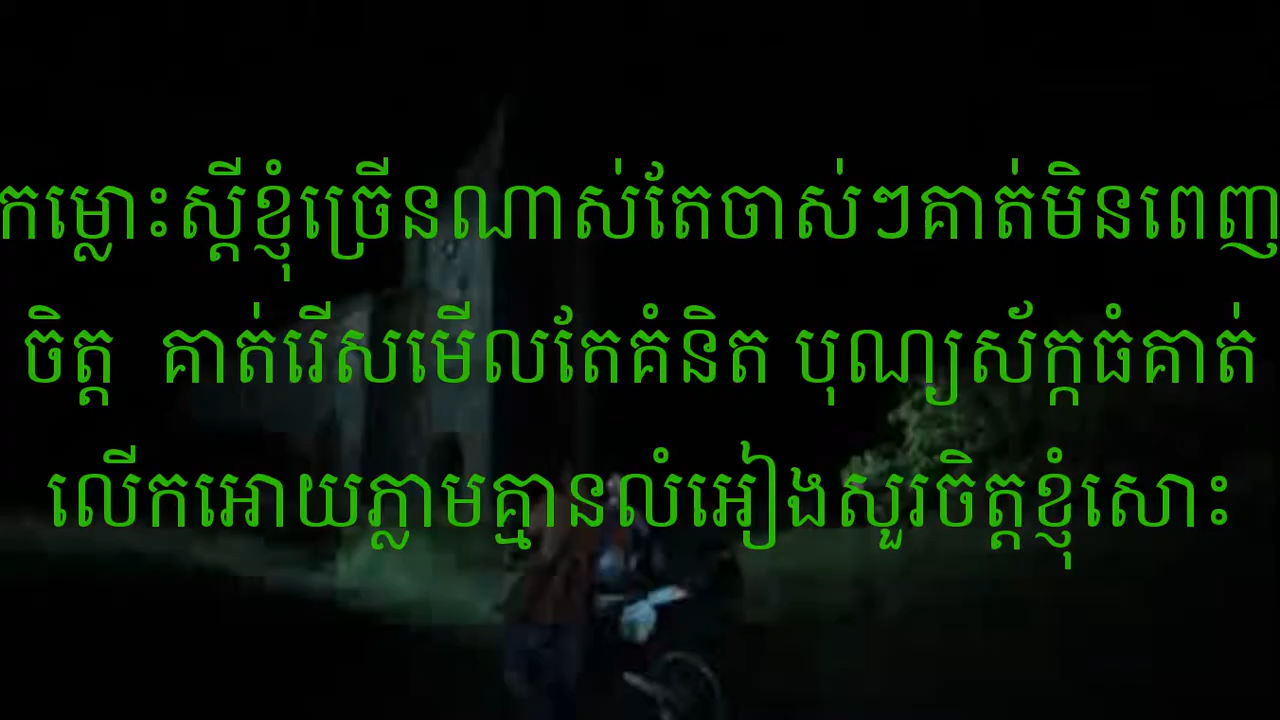 កម្លោះស្ដីខ្ញុំច្រើនណាស់តែចាស់ៗគាត់មិនពេញ
ចិត្ត គាត់រើសមើលតែគំនិត បុណ្យស័ក្កធំគាត់
លើកអោយភ្លាមគ្មានលំអៀងសួរចិត្តខ្ញុំសោះ